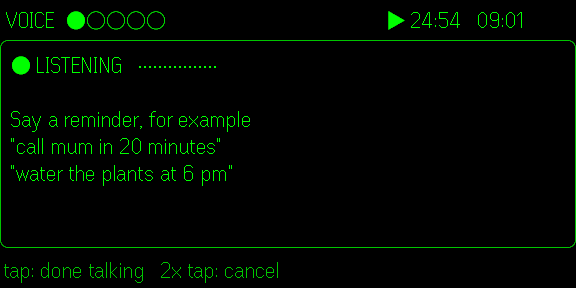 VOICE 24:54 09:01
LISTENING
Say a reminder, for example
"call mum in 20 minutes"
"water the plants at 6 pm"
tap: done talking 2x tap: cancel